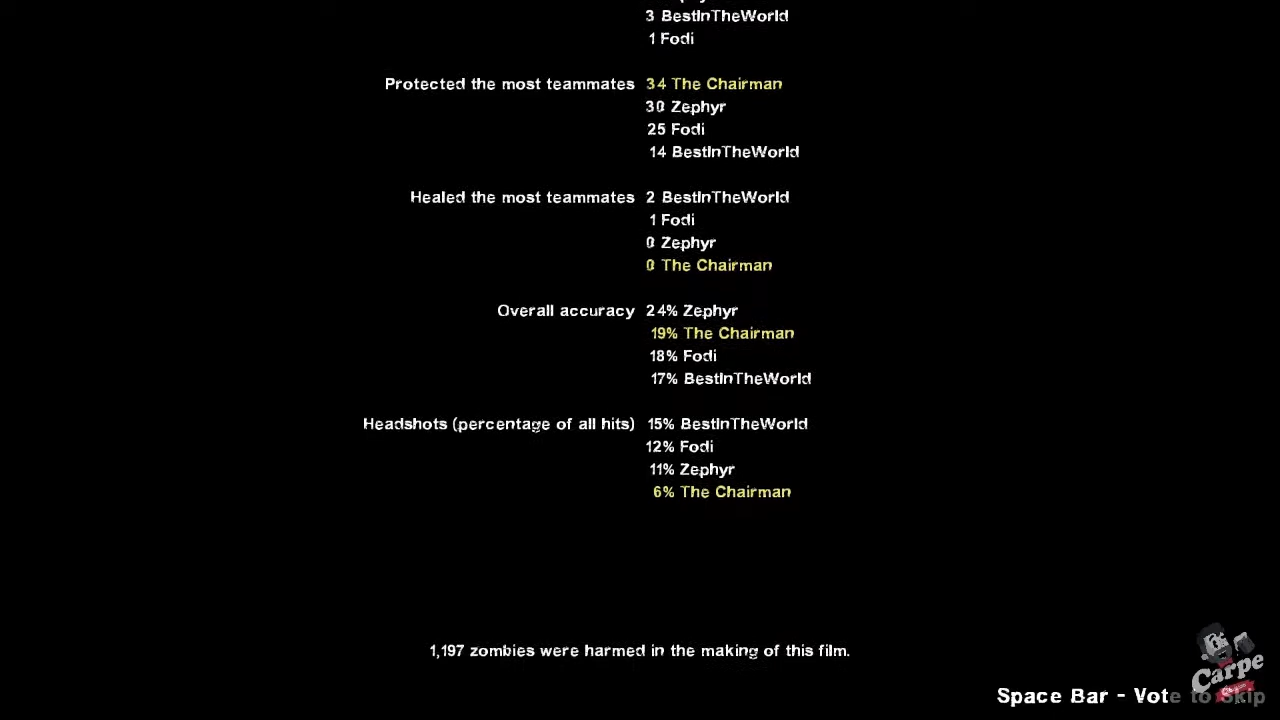 3 BestInTheWorld
1 Fodi
Protected the most teammates 34 The Chairman
30 Zephyr
25 Fodi
14 BestInTheWorld
Healed the most teammates 2 BestInTheWorld
1 Fodi
0 Zephyr
0 The Chairman
Overall accuracy 24% Zephyr
19% The Chairman
18% Fodi
17% BestInTheWorld
Headshots (percentage of all hits) 15% BestInTheWorld
12% Fodi
11% Zephyr
6% The Chairman
1,197 zombies were harmed in the making of this film.
Carpe
Space Bar - Vote to Skip